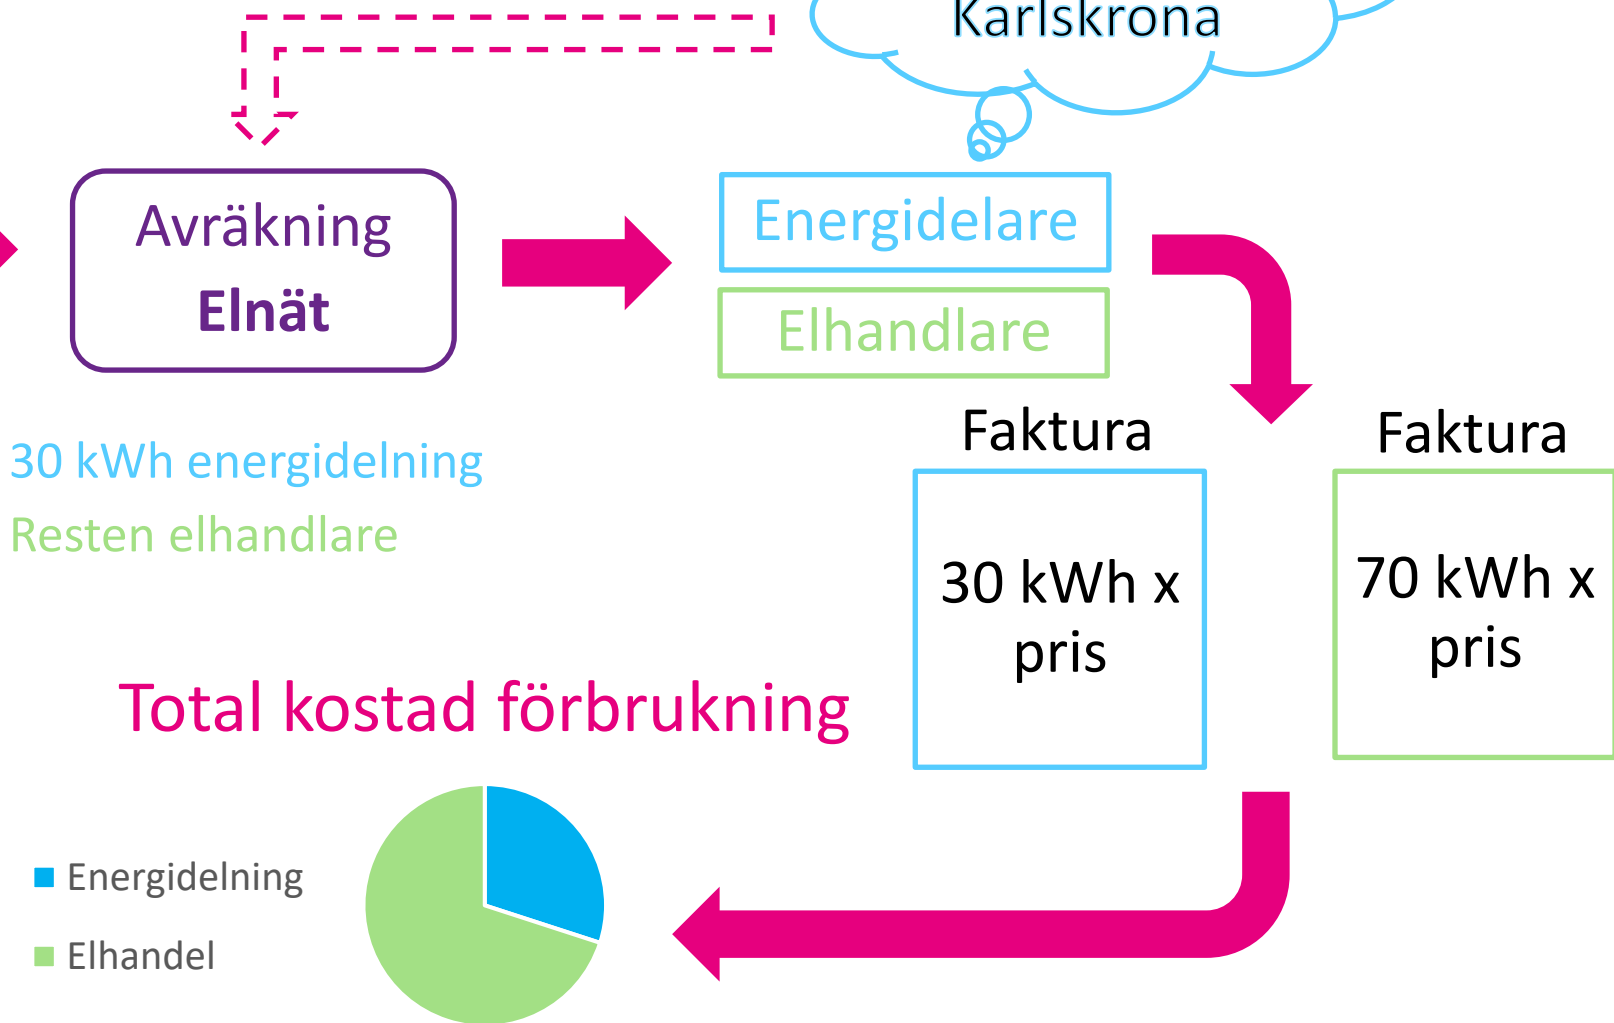 Karlskrona
Avräkning
Elnät
Energidelare
Elhandlare
30 kWh energidelning
Resten elhandlare
Faktura
30 kWh x
pris
Faktura
70 kWh x
pris
Total kostad förbrukning
Energidelning
Elhandel